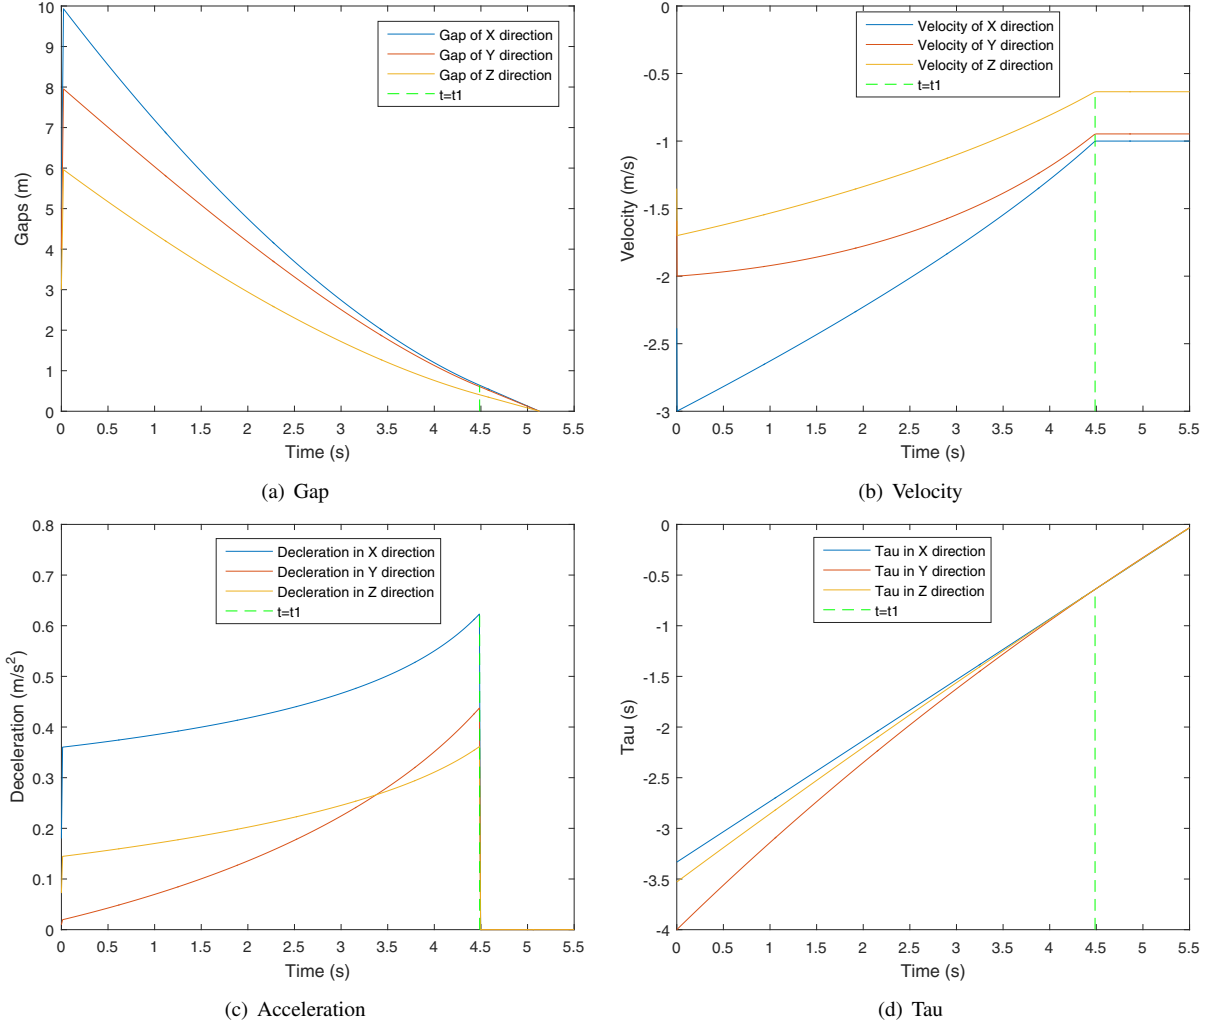 10
9
8
7
6
5
4
3
2
1
0
Gaps (m)
Gap of X direction
Gap of Y direction
Gap of Z direction
t=t1
0 0.5 1 1.5 2 2.5 3 3.5 4 4.5 5 5.5
Time (s)
(a) Gap
0
-0.5
-1
-1.5
-2
-2.5
-3
Velocity (m/s)
Velocity of X direction
Velocity of Y direction
Velocity of Z direction
t=t1
0 0.5 1 1.5 2 2.5 3 3.5 4 4.5 5 5.5
Time (s)
(b) Velocity
0.8
0.7
0.6
0.5
0.4
0.3
0.2
0.1
0
Deceleration (m/s²)
Decleration in X direction
Decleration in Y direction
Decleration in Z direction
t=t1
0 0.5 1 1.5 2 2.5 3 3.5 4 4.5 5 5.5
Time (s)
(c) Acceleration
0
-0.5
-1
-1.5
-2
-2.5
-3
-3.5
-4
Tau (s)
Tau in X direction
Tau in Y direction
Tau in Z direction
t=t1
0 0.5 1 1.5 2 2.5 3 3.5 4 4.5 5 5.5
Time (s)
(d) Tau